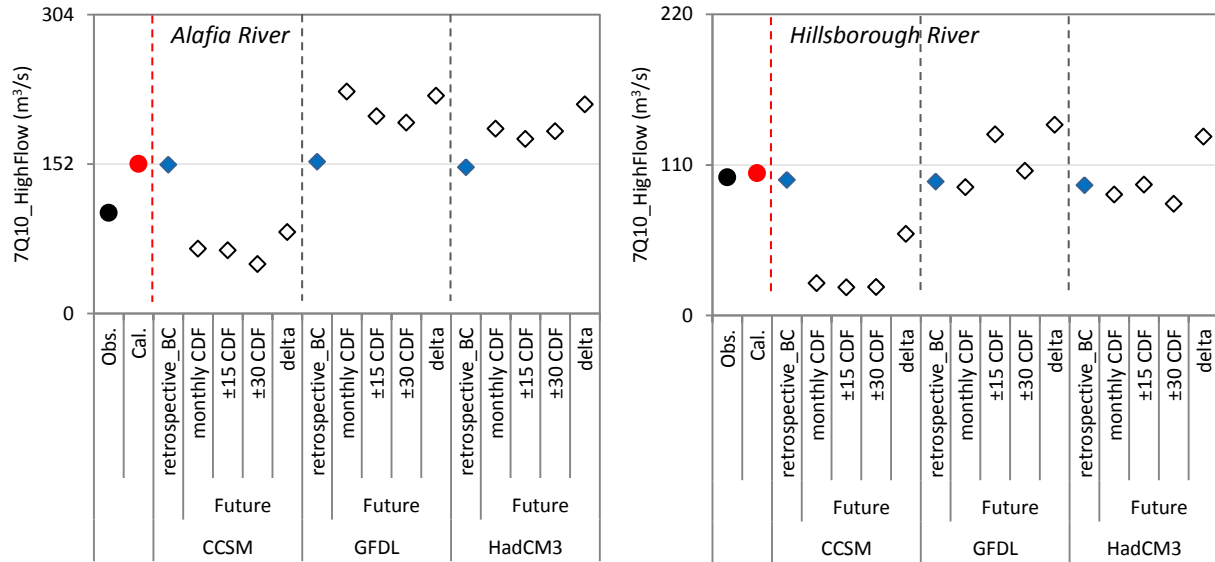 304
Alafia River
7Q10_HighFlow (m³/s)
152
0
Obs.
Cal.
retrospective_BC
monthly CDF
±15 CDF
±30 CDF
delta
retrospective_BC
monthly CDF
±15 CDF
±30 CDF
delta
retrospective_BC
monthly CDF
±15 CDF
±30 CDF
delta
Future
Future
Future
CCSM
GFDL
HadCM3
220
Hillsborough River
7Q10_HighFlow (m³/s)
110
0
Obs.
Cal.
retrospective_BC
monthly CDF
±15 CDF
±30 CDF
delta
retrospective_BC
monthly CDF
±15 CDF
±30 CDF
delta
retrospective_BC
monthly CDF
±15 CDF
±30 CDF
delta
Future
Future
Future
CCSM
GFDL
HadCM3